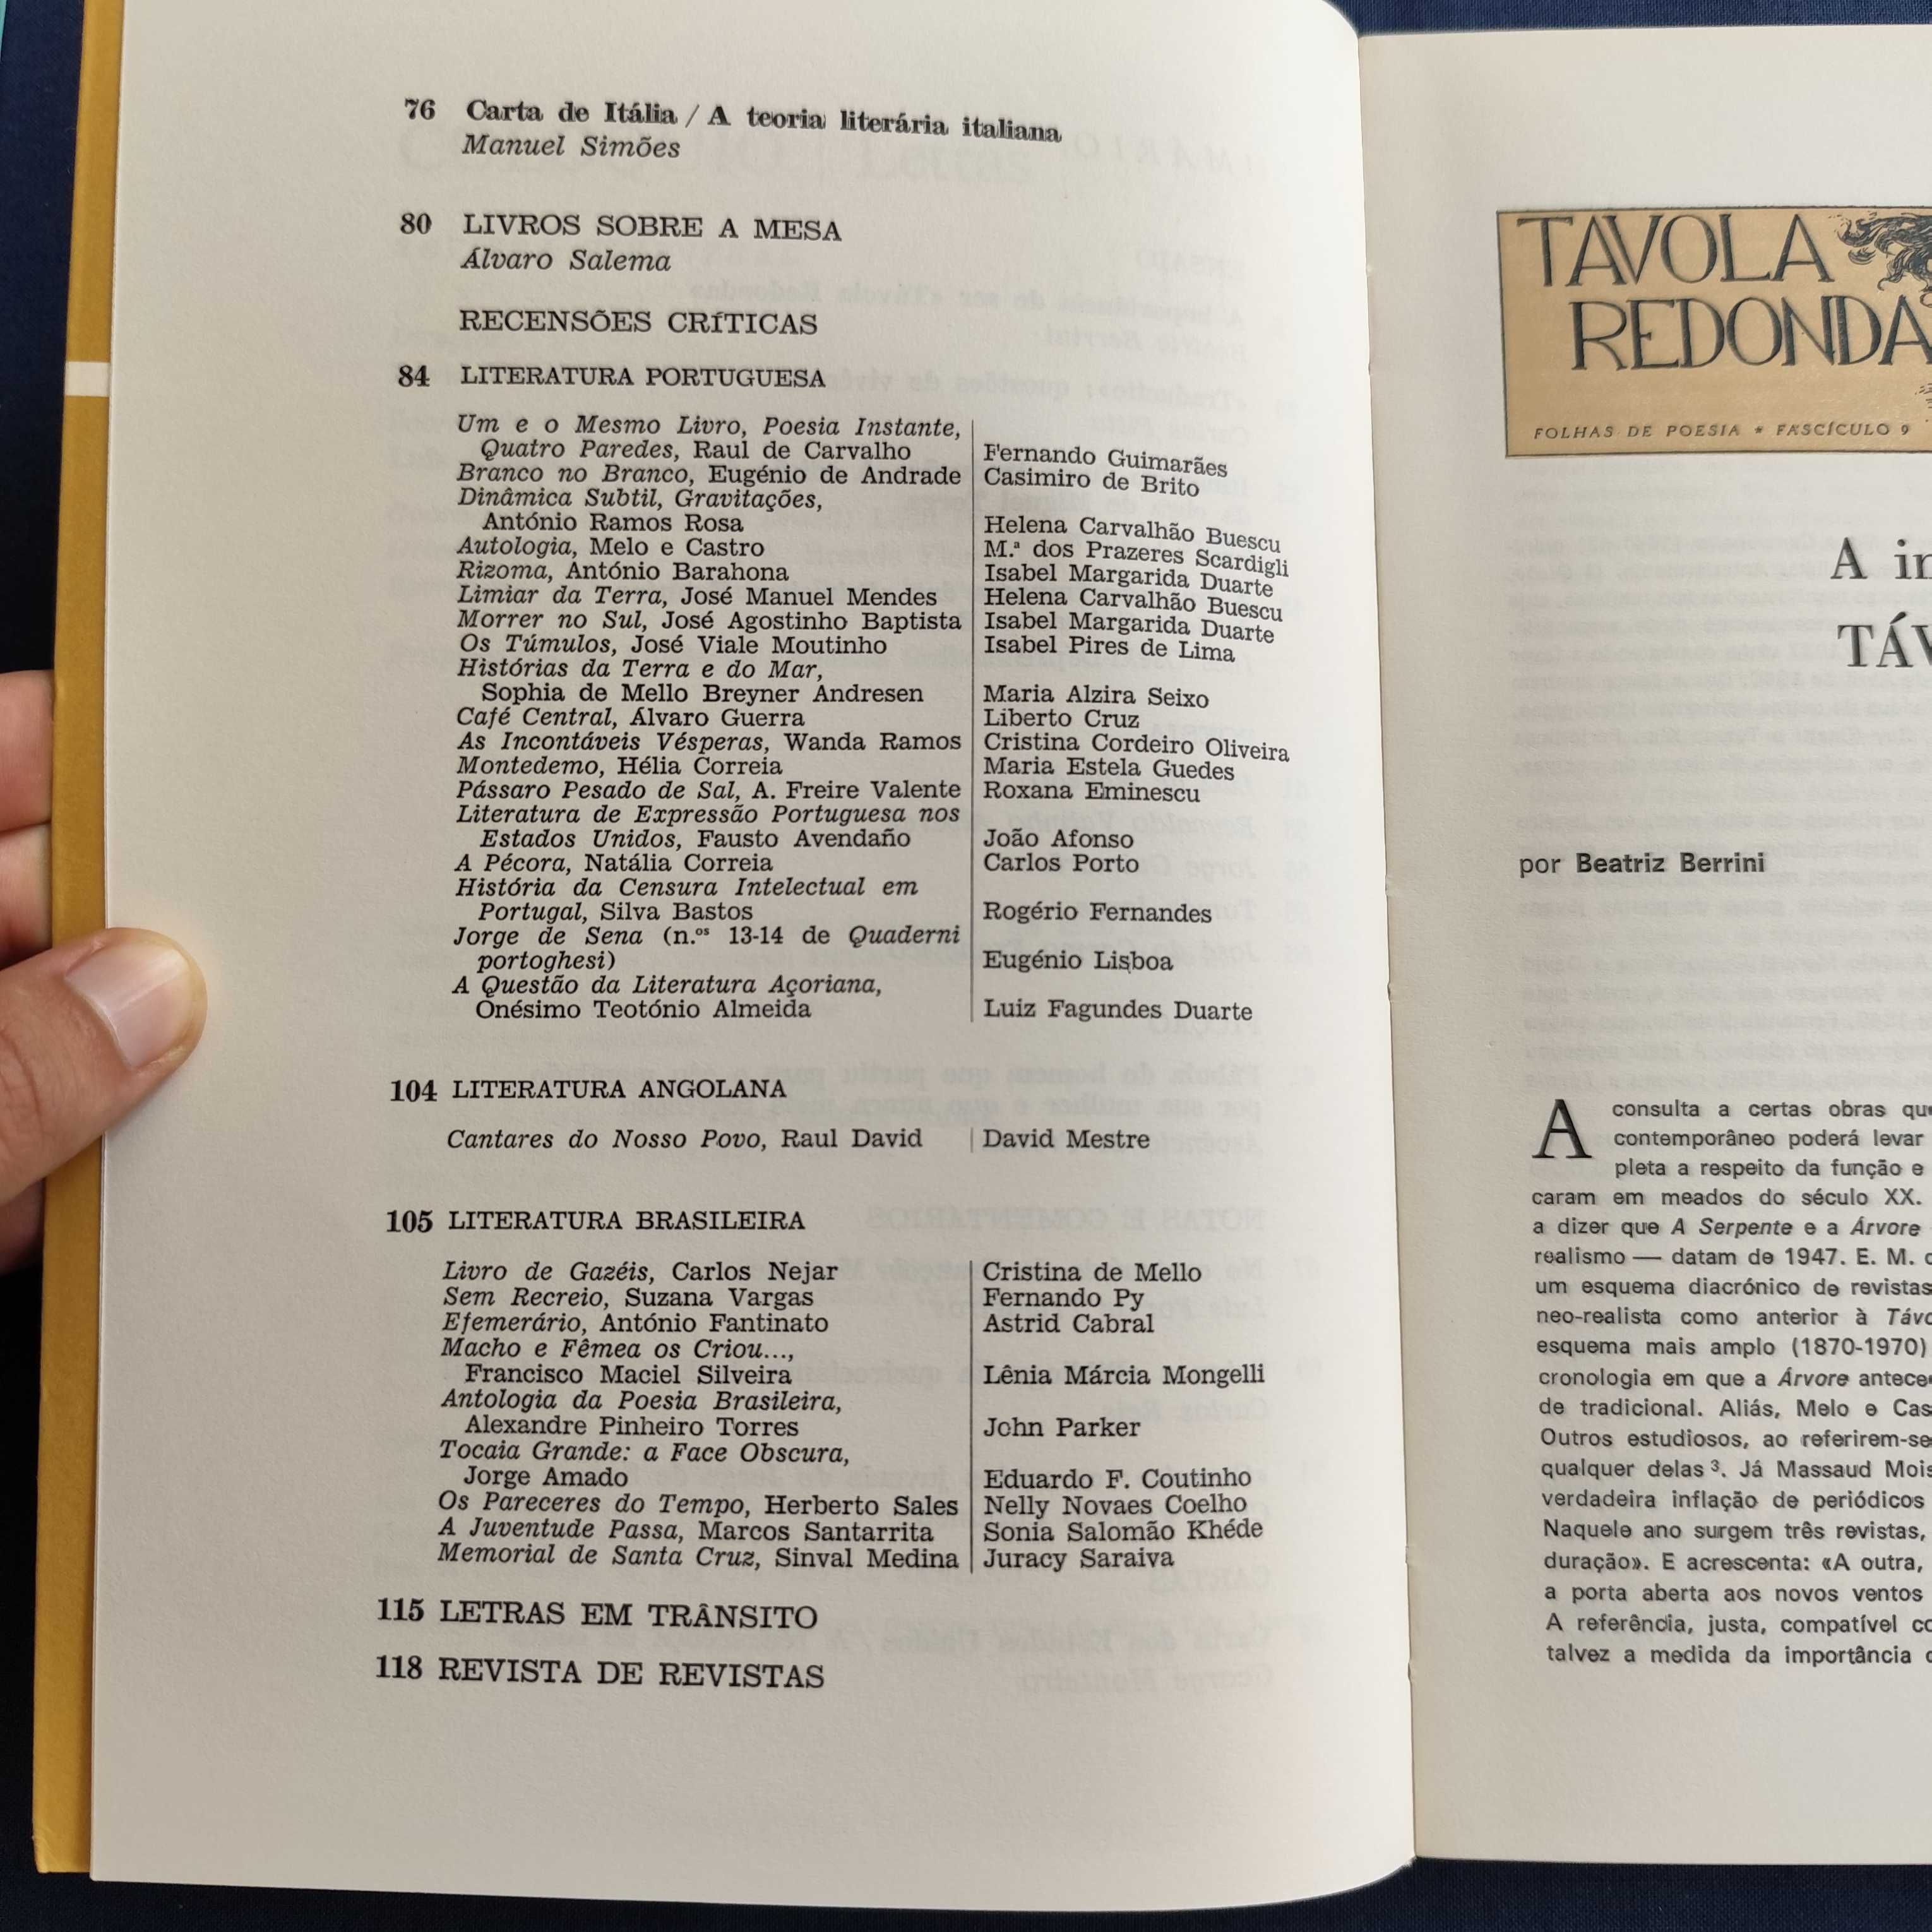 76 Carta de Itália / A teoria literária italiana
Manuel Simões
80 LIVROS SOBRE A MESA
Álvaro Salema
RECENSÕES CRÍTICAS
84 LITERATURA PORTUGUESA
Um e o Mesmo Livro, Poesia Instante,
Quatro Paredes, Raul de Carvalho Fernando Guimarães
Branco no Branco, Eugénio de Andrade Casimiro de Brito
Dinâmica Subtil, Gravitações,
António Ramos Rosa Helena Carvalhão Buescu
Autologia, Melo e Castro M.ª dos Prazeres Scardigli
Rizoma, António Barahona Isabel Margarida Duarte
Limiar da Terra, José Manuel Mendes Helena Carvalhão Buescu
Morrer no Sul, José Agostinho Baptista Isabel Margarida Duarte
Os Túmulos, José Viale Moutinho Isabel Pires de Lima
Histórias da Terra e do Mar,
Sophia de Mello Breyner Andresen Maria Alzira Seixo
Café Central, Álvaro Guerra Liberto Cruz
As Incontáveis Vésperas, Wanda Ramos Cristina Cordeiro Oliveira
Montedemo, Hélia Correia Maria Estela Guedes
Pássaro Pesado de Sal, A. Freire Valente Roxana Eminescu
Literatura de Expressão Portuguesa nos
Estados Unidos, Fausto Avendaño João Afonso
A Pécora, Natália Correia Carlos Porto
História da Censura Intelectual em
Portugal, Silva Bastos Rogério Fernandes
Jorge de Sena (n.ºˢ 13-14 de Quaderni
portoghesi) Eugénio Lisboa
A Questão da Literatura Açoriana,
Onésimo Teotónio Almeida Luiz Fagundes Duarte
104 LITERATURA ANGOLANA
Cantares do Nosso Povo, Raul David David Mestre
105 LITERATURA BRASILEIRA
Livro de Gazéis, Carlos Nejar Cristina de Mello
Sem Recreio, Suzana Vargas Fernando Py
Efemerário, António Fantinato Astrid Cabral
Macho e Fêmea os Criou...,
Francisco Maciel Silveira Lênia Márcia Mongelli
Antologia da Poesia Brasileira,
Alexandre Pinheiro Torres John Parker
Tocaia Grande: a Face Obscura,
Jorge Amado Eduardo F. Coutinho
Os Pareceres do Tempo, Herberto Sales Nelly Novaes Coelho
A Juventude Passa, Marcos Santarrita Sonia Salomão Khéde
Memorial de Santa Cruz, Sinval Medina Juracy Saraiva
115 LETRAS EM TRÂNSITO
118 REVISTA DE REVISTAS
TAVOLA
REDONDA
FOLHAS DE POESIA * FASCÍCULO 9
A
TÁV
por Beatriz Berrini
A consulta a certas obras
contemporâneo poderá levar
pleta a respeito da função e
caram em meados do século XX.
a dizer que A Serpente e a Árvore
realismo — datam de 1947. E. M.
um esquema diacrónico de revistas
neo-realista como anterior à
esquema mais amplo (1870-1970)
cronologia em que a Árvore
de tradicional. Aliás, Melo e
Outros estudiosos, ao
qualquer delas ³. Já Massaud
verdadeira inflação de periódicos
Naquele ano surgem três revistas,
duração». E acrescenta: «A outra,
a porta aberta aos novos ventos
A referência, justa, compatível
talvez a medida da importância